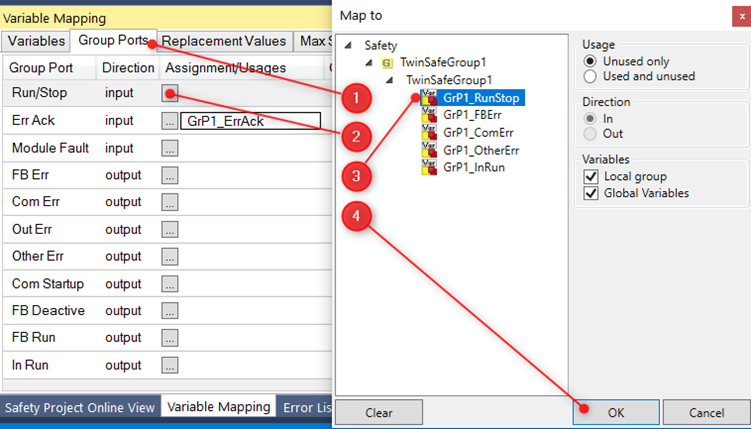 Variable Mapping
Variables Group Ports Replacement Values Max S
Group Port Direction Assignment/Usages
Run/Stop input ...
Err Ack input ... GrP1_ErrAck
Module Fault input ...
FB Err output ...
Com Err output ...
Out Err output ...
Other Err output ...
Com Startup output ...
FB Deactive output ...
FB Run output ...
In Run output ...
Safety Project Online View Variable Mapping Error Lis
1
2
3
4
Map to
x
Safety
TwinSafeGroup1
TwinSafeGroup1
Var GrP1_RunStop
Var GrP1_FBErr
Var GrP1_ComErr
Var GrP1_OtherErr
Var GrP1_InRun
Usage
Unused only
Used and unused
Direction
In
Out
Variables
Local group
Global Variables
Clear OK Cancel